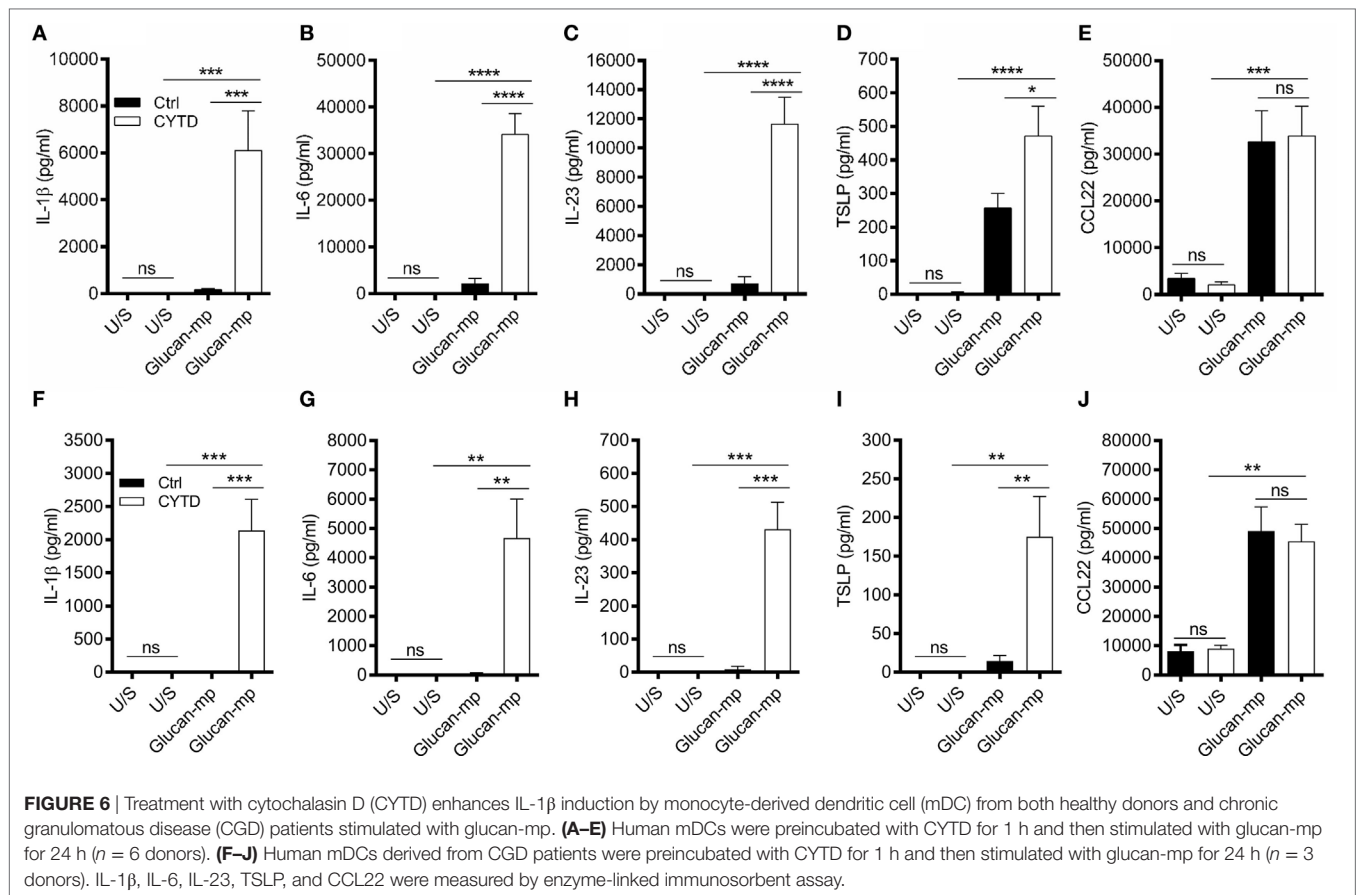 A
10000
8000
6000
4000
2000
0
IL-1β (pg/ml)
Ctrl
CYTD
ns
***
***
U/S
U/S
Glucan-mp
Glucan-mp
B
50000
40000
30000
20000
10000
0
IL-6 (pg/ml)
ns
****
****
U/S
U/S
Glucan-mp
Glucan-mp
C
16000
14000
12000
10000
8000
6000
4000
2000
0
IL-23 (pg/ml)
ns
****
****
U/S
U/S
Glucan-mp
Glucan-mp
D
700
600
500
400
300
200
100
0
TSLP (pg/ml)
ns
****
*
U/S
U/S
Glucan-mp
Glucan-mp
E
50000
40000
30000
20000
10000
0
CCL22 (pg/ml)
ns
***
ns
U/S
U/S
Glucan-mp
Glucan-mp
F
3500
3000
2500
2000
1500
1000
500
0
IL-1β (pg/ml)
Ctrl
CYTD
ns
***
***
U/S
U/S
Glucan-mp
Glucan-mp
G
8000
7000
6000
5000
4000
3000
2000
1000
0
IL-6 (pg/ml)
ns
**
**
U/S
U/S
Glucan-mp
Glucan-mp
H
700
600
500
400
300
200
100
0
IL-23 (pg/ml)
ns
***
***
U/S
U/S
Glucan-mp
Glucan-mp
I
300
250
200
150
100
50
0
TSLP (pg/ml)
ns
**
**
U/S
U/S
Glucan-mp
Glucan-mp
J
80000
70000
60000
50000
40000
30000
20000
10000
0
CCL22 (pg/ml)
ns
**
ns
U/S
U/S
Glucan-mp
Glucan-mp
FIGURE 6 | Treatment with cytochalasin D (CYTD) enhances IL-1β induction by monocyte-derived dendritic cell (mDC) from both healthy donors and chronic
granulomatous disease (CGD) patients stimulated with glucan-mp. (A–E) Human mDCs were preincubated with CYTD for 1 h and then stimulated with glucan-mp
for 24 h (n = 6 donors). (F–J) Human mDCs derived from CGD patients were preincubated with CYTD for 1 h and then stimulated with glucan-mp for 24 h (n = 3
donors). IL-1β, IL-6, IL-23, TSLP, and CCL22 were measured by enzyme-linked immunosorbent assay.